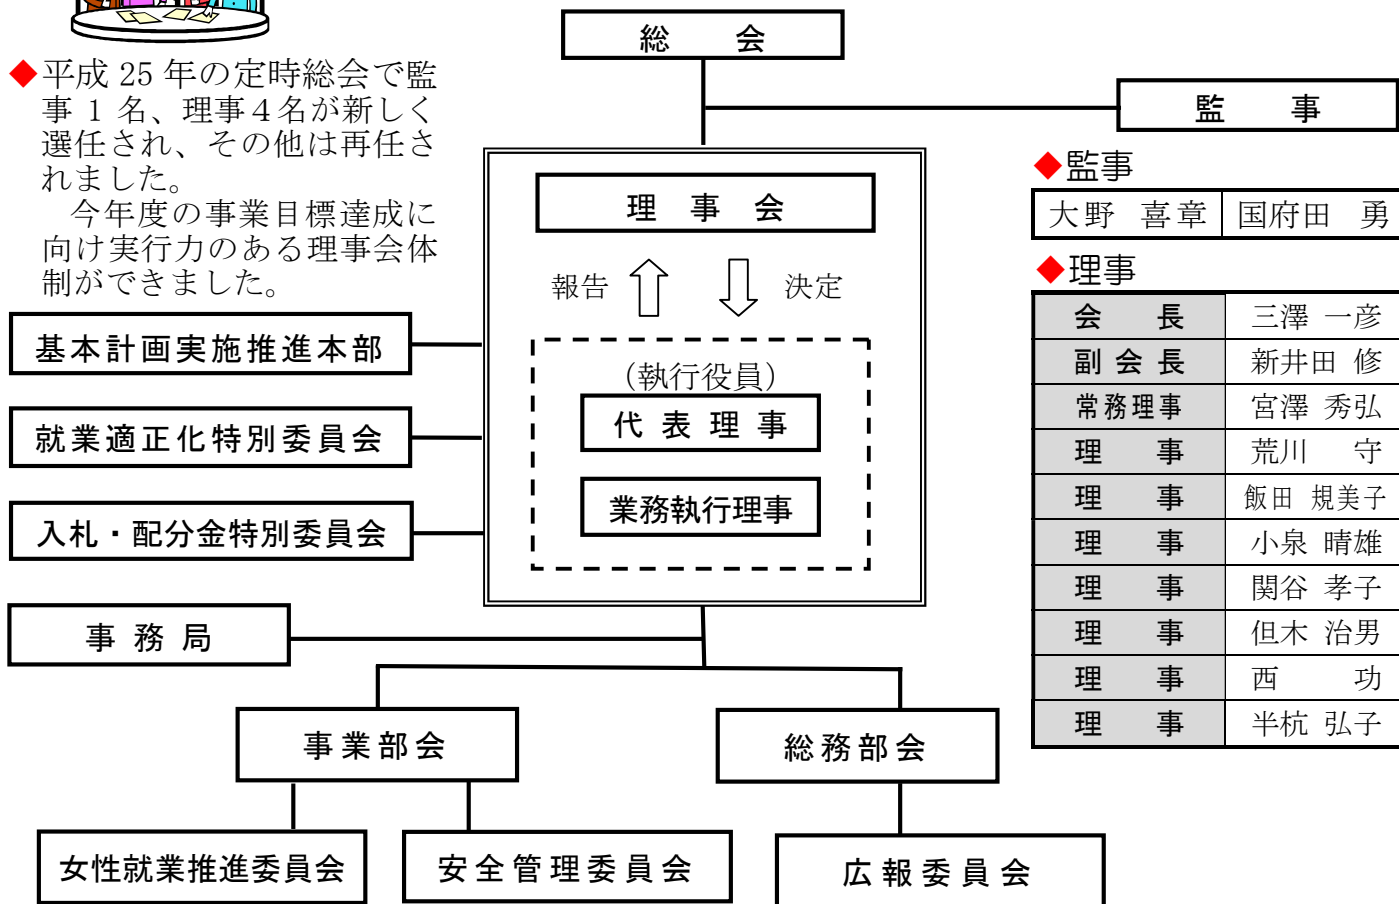 総　会
◆平成 25 年の定時総会で監
事 1 名、理事４名が新しく
選任され、その他は再任さ
れました。
　今年度の事業目標達成に
向け実行力のある理事会体
制ができました。
監　事
◆監事
大野　喜章　国府田　勇
理 事 会
報告　決定
(執行役員)
代 表 理 事
業務執行理事
基本計画実施推進本部
就業適正化特別委員会
入札・配分金特別委員会
◆理事
会　長　三澤 一彦
副 会 長　新井田 修
常務理事　宮澤 秀弘
理　事　荒川　守
理　事　飯田 規美子
理　事　小泉 晴雄
理　事　関谷 孝子
理　事　但木 治男
理　事　西　功
理　事　半杭 弘子
事 務 局
事業部会
総務部会
女性就業推進委員会
安全管理委員会
広報委員会